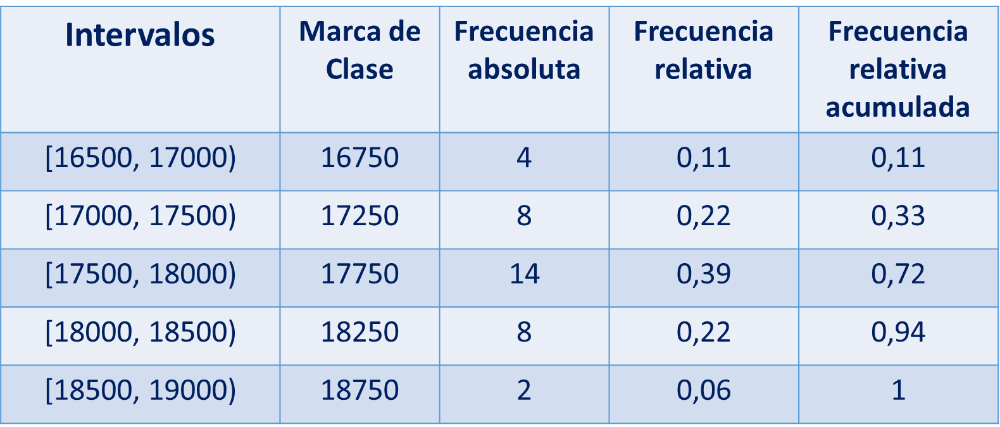 Intervalos
Marca de
Clase
Frecuencia
absoluta
Frecuencia
relativa
Frecuencia
relativa
acumulada
[16500, 17000) 16750 4 0,11 0,11
[17000, 17500) 17250 8 0,22 0,33
[17500, 18000) 17750 14 0,39 0,72
[18000, 18500) 18250 8 0,22 0,94
[18500, 19000) 18750 2 0,06 1